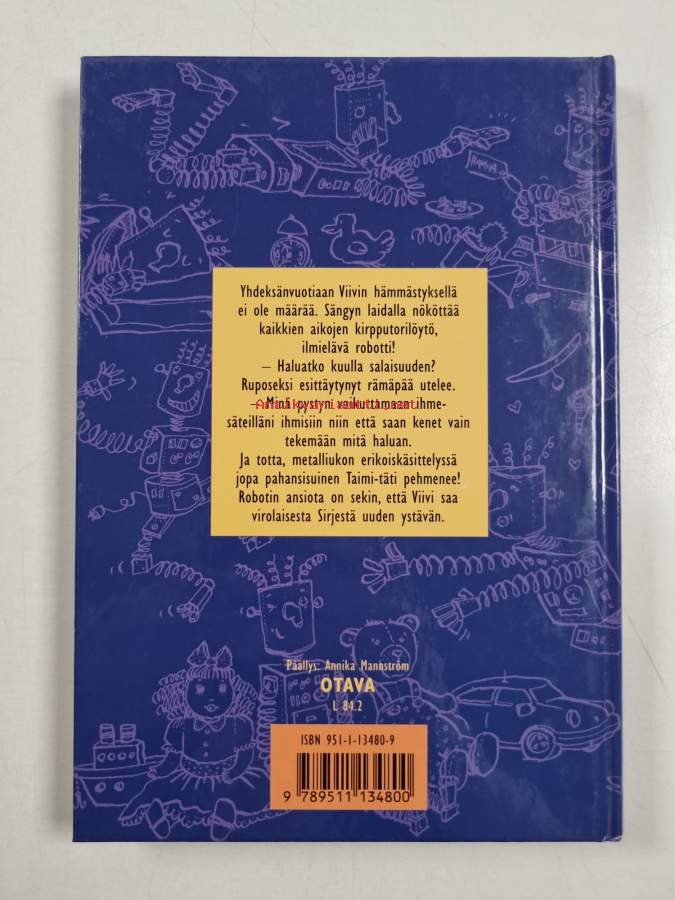 Yhdeksänvuotiaan Viivin hämmästyksellä
ei ole määrää. Sängyn laidalla nököttää
kaikkien aikojen kirpputorilöytö,
ilmielävä robotti!
– Haluatko kuulla salaisuuden?
Ruposeksi esittäytynyt rämäpää utelee.
– Minä pystyn vaikuttamaan ihme-
säteilläni ihmisiin niin että saan kenet vain
tekemään mitä haluan.
Ja totta, metalliukon erikoiskäsittelyssä
jopa pahansisuinen Taimi-täti pehmenee!
Robotin ansiota on sekin, että Viivi saa
virolaisesta Sirjestä uuden ystävän.
Päällys: Annika Mannström
OTAVA
L 84.2
ISBN 951-1-13480-9
9 789511 134800